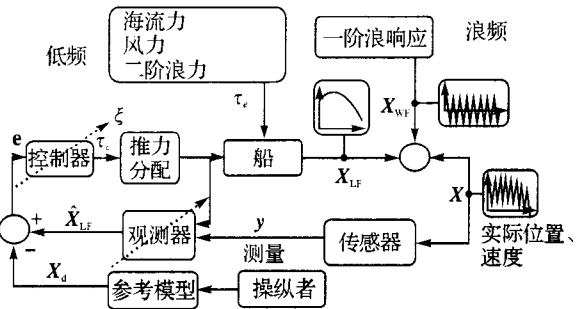 低频
海流力
风力
二阶浪力
一阶浪响应
浪频
τe
XWF
ξ
e
控制器
τc
推力
分配
船
XLF
X
+
X̂LF
观测器
y
测量
传感器
实际位置、
速度
−
Xd
参考模型
操纵者